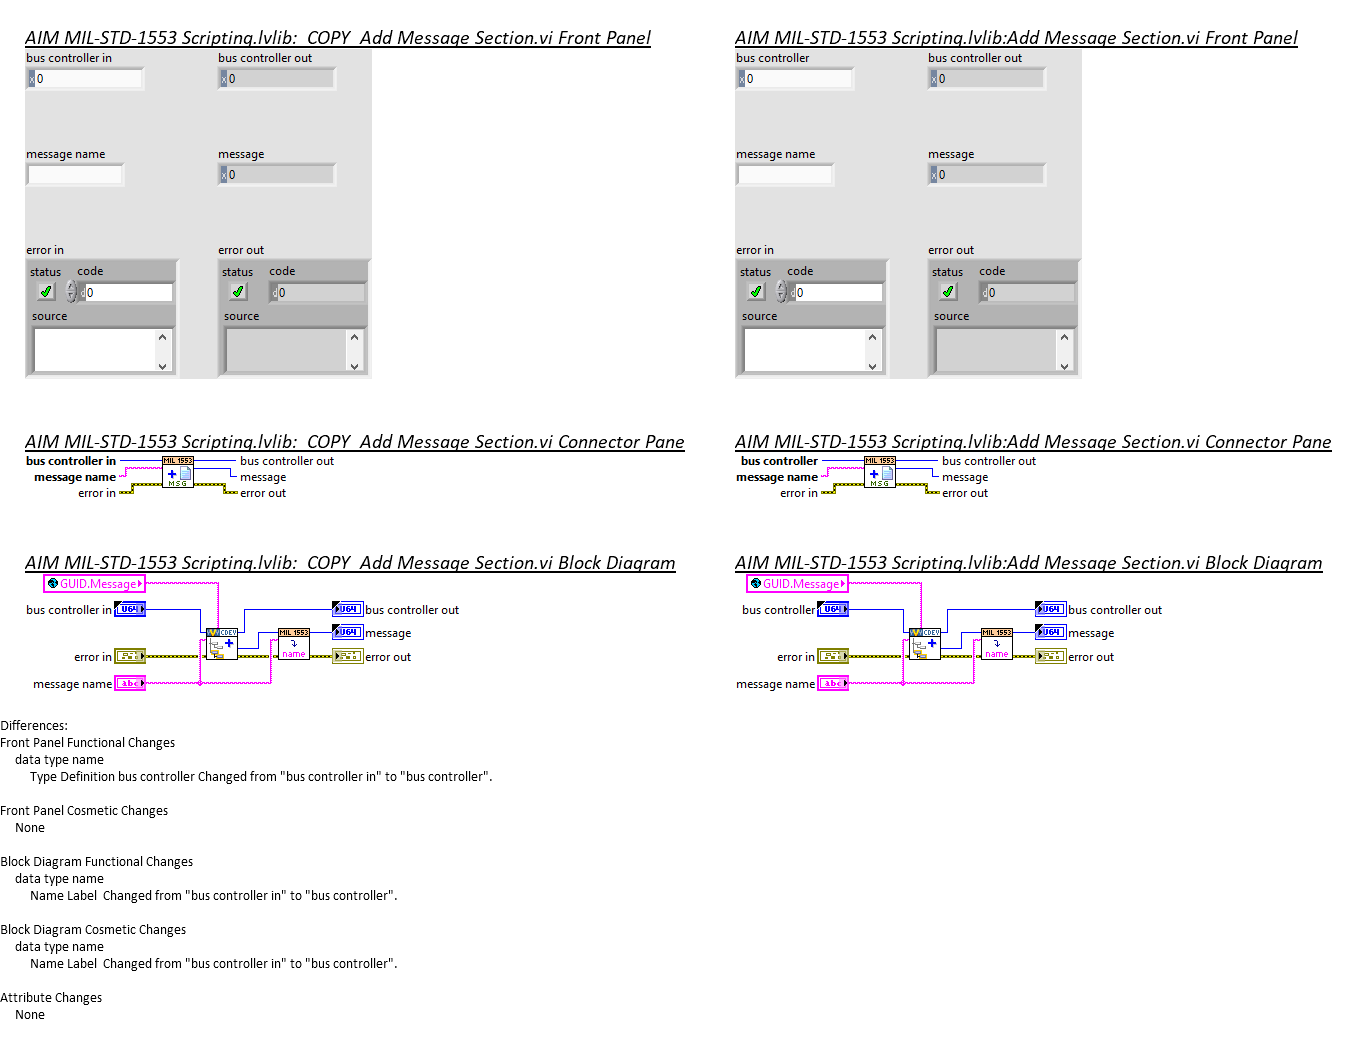 AIM MIL-STD-1553 Scripting.lvlib:  COPY  Add Message Section.vi Front Panel
bus controller in
bus controller out
x 0
x 0
message name
message
x 0
error in
error out
status
code
status
code
d 0
d 0
source
source
AIM MIL-STD-1553 Scripting.lvlib:Add Message Section.vi Front Panel
bus controller
bus controller out
x 0
x 0
message name
message
x 0
error in
error out
status
code
status
code
d 0
d 0
source
source
AIM MIL-STD-1553 Scripting.lvlib:  COPY  Add Message Section.vi Connector Pane
bus controller in
MIL 1553
bus controller out
message name
message
MSG
error in
error out
AIM MIL-STD-1553 Scripting.lvlib:Add Message Section.vi Connector Pane
bus controller
MIL 1553
bus controller out
message name
message
MSG
error in
error out
AIM MIL-STD-1553 Scripting.lvlib:  COPY  Add Message Section.vi Block Diagram
GUID.Message
bus controller in
U64
U64
bus controller out
CDEV
MIL 1553
U64
message
name
error in
error out
message name
abc
AIM MIL-STD-1553 Scripting.lvlib:Add Message Section.vi Block Diagram
GUID.Message
bus controller
U64
U64
bus controller out
CDEV
MIL 1553
U64
message
name
error in
error out
message name
abc
Differences:
Front Panel Functional Changes
data type name
Type Definition bus controller Changed from "bus controller in" to "bus controller".
Front Panel Cosmetic Changes
None
Block Diagram Functional Changes
data type name
Name Label  Changed from "bus controller in" to "bus controller".
Block Diagram Cosmetic Changes
data type name
Name Label  Changed from "bus controller in" to "bus controller".
Attribute Changes
None